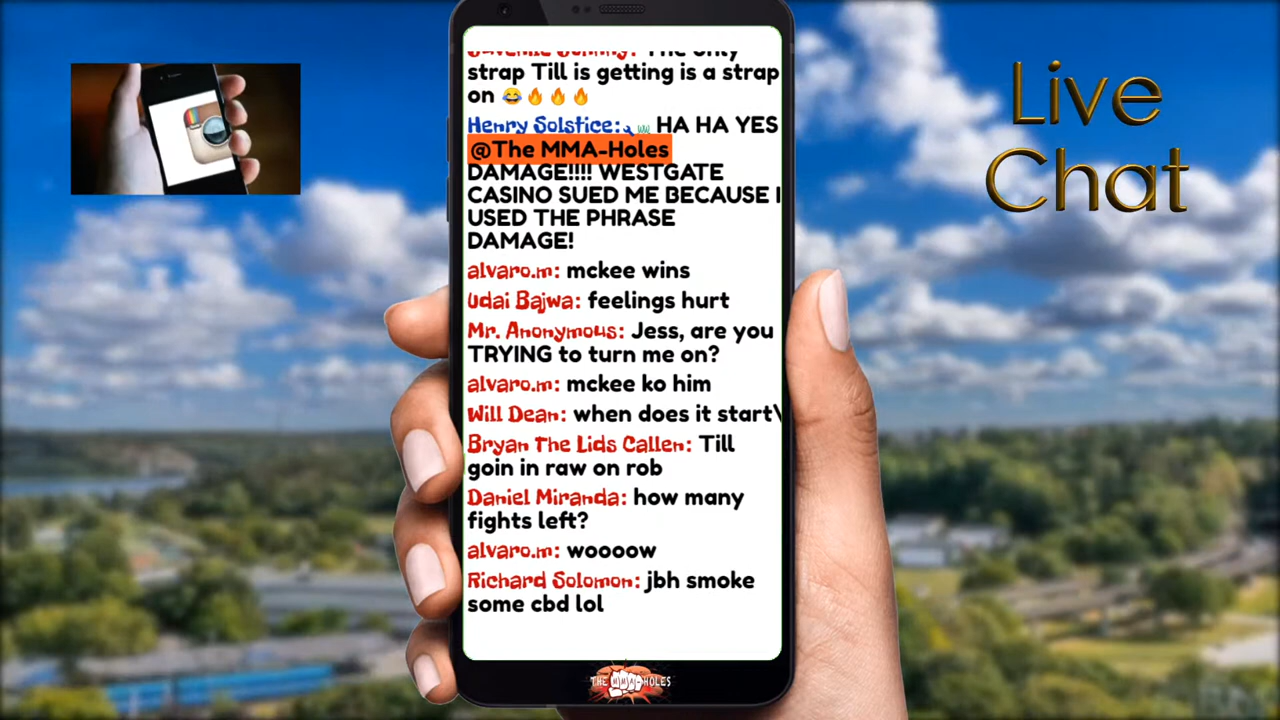 strap Till is getting is a strap
on 😂🔥🔥🔥
Henry Solstice: HA HA YES
@The MMA-Holes
DAMAGE!!!! WESTGATE
CASINO SUED ME BECAUSE I
USED THE PHRASE
DAMAGE!
alvaro.m: mckee wins
Udai Bajwa: feelings hurt
Mr. Anonymous: Jess, are you
TRYING to turn me on?
alvaro.m: mckee ko him
Will Dean: when does it start\
Bryan The Lids Callen: Till
goin in raw on rob
Daniel Miranda: how many
fights left?
alvaro.m: woooow
Richard Solomon: jbh smoke
some cbd lol
THE MMA-HOLES
Live
Chat